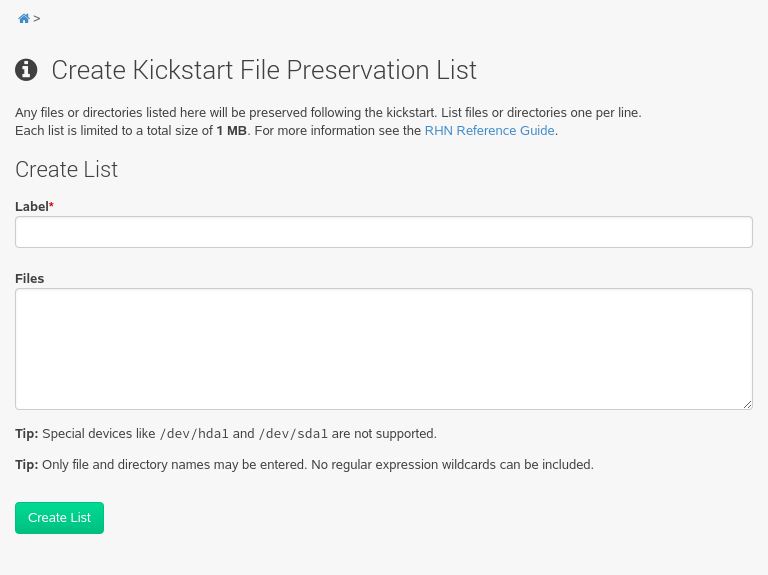 >
Create Kickstart File Preservation List
Any files or directories listed here will be preserved following the kickstart. List files or directories one per line.
Each list is limited to a total size of 1 MB. For more information see the RHN Reference Guide.
Create List
Label*
Files
Tip: Special devices like /dev/hda1 and /dev/sda1 are not supported.
Tip: Only file and directory names may be entered. No regular expression wildcards can be included.
Create List